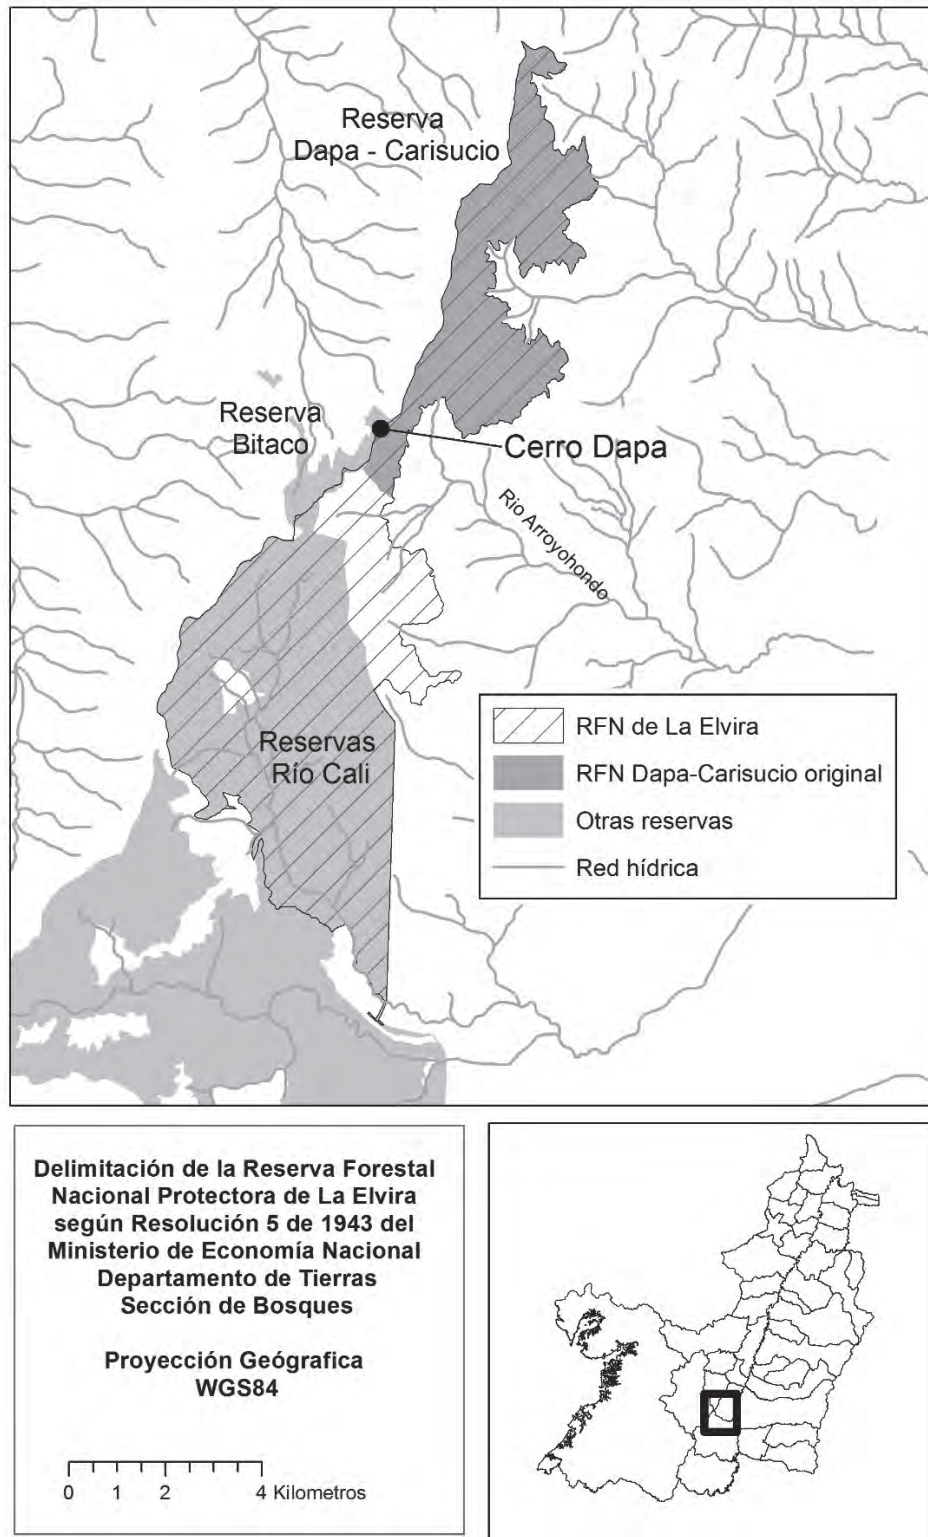 Reserva
Dapa - Carisucio
Reserva
Bitaco
Cerro Dapa
Rio Arroyohondo
Reservas
Río Cali
RFN de La Elvira
RFN Dapa-Carisucio original
Otras reservas
Red hídrica
Delimitación de la Reserva Forestal
Nacional Protectora de La Elvira
según Resolución 5 de 1943 del
Ministerio de Economía Nacional
Departamento de Tierras
Sección de Bosques
Proyección Geógrafica
WGS84
0 1 2 4 Kilometros